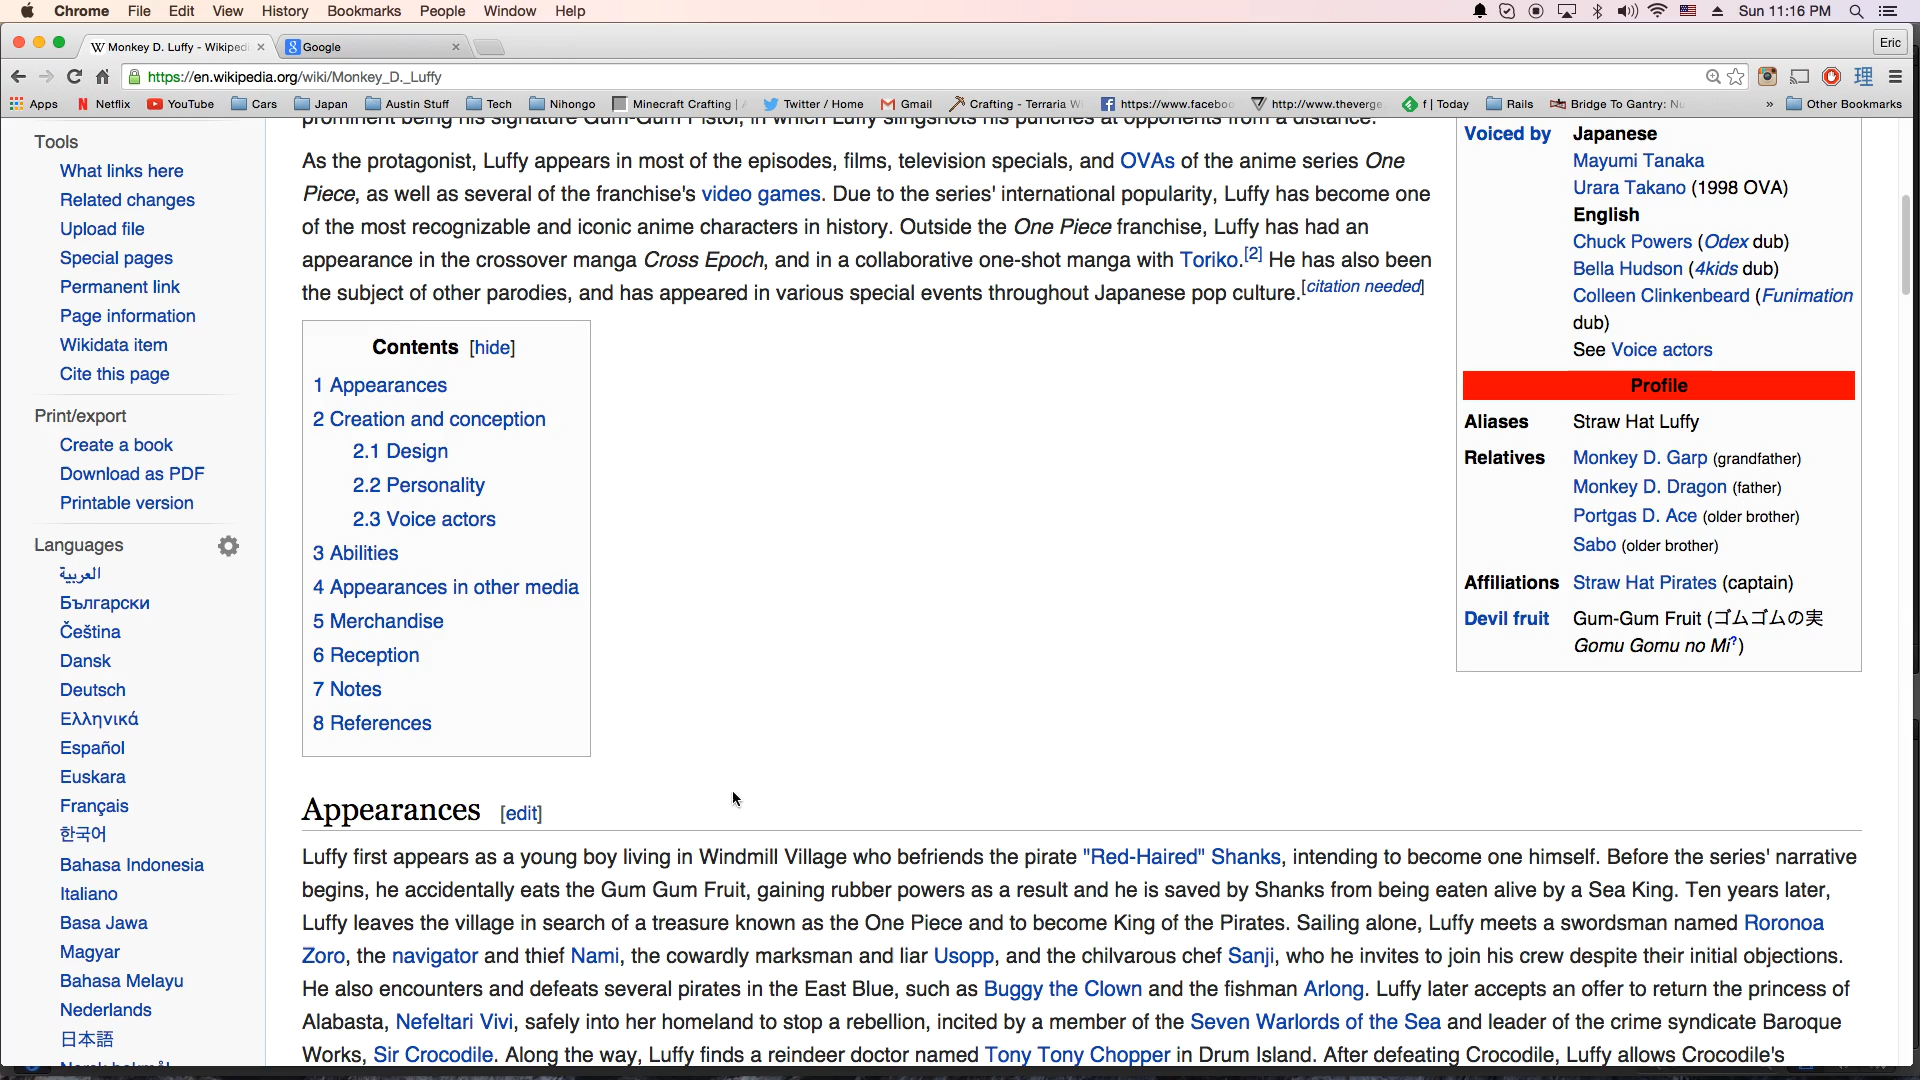 Chrome File Edit View History Bookmarks People Window Help Sun 11:16 PM
Monkey D. Luffy - Wikiped Google Eric
https://en.wikipedia.org/wiki/Monkey_D._Luffy
Apps Netflix YouTube Cars Japan Austin Stuff Tech Nihongo Minecraft Crafting | Twitter / Home Gmail Crafting - Terraria W https://www.faceboo http://www.theverge f | Today Rails Bridge To Gantry: Nu » Other Bookmarks
Tools
What links here
Related changes
Upload file
Special pages
Permanent link
Page information
Wikidata item
Cite this page
Print/export
Create a book
Download as PDF
Printable version
Languages
العربية
Български
Čeština
Dansk
Deutsch
Ελληνικά
Español
Euskara
Français
한국어
Bahasa Indonesia
Italiano
Basa Jawa
Magyar
Bahasa Melayu
Nederlands
日本語
prominent being his signature Gum-Gum Pistol, in which Luffy slingshots his punches at opponents from a distance.
As the protagonist, Luffy appears in most of the episodes, films, television specials, and OVAs of the anime series One
Piece, as well as several of the franchise's video games. Due to the series' international popularity, Luffy has become one
of the most recognizable and iconic anime characters in history. Outside the One Piece franchise, Luffy has had an
appearance in the crossover manga Cross Epoch, and in a collaborative one-shot manga with Toriko.[2] He has also been
the subject of other parodies, and has appeared in various special events throughout Japanese pop culture.[citation needed]
Contents [hide]
1 Appearances
2 Creation and conception
2.1 Design
2.2 Personality
2.3 Voice actors
3 Abilities
4 Appearances in other media
5 Merchandise
6 Reception
7 Notes
8 References
Voiced by Japanese
Mayumi Tanaka
Urara Takano (1998 OVA)
English
Chuck Powers (Odex dub)
Bella Hudson (4kids dub)
Colleen Clinkenbeard (Funimation
dub)
See Voice actors
Profile
Aliases Straw Hat Luffy
Relatives Monkey D. Garp (grandfather)
Monkey D. Dragon (father)
Portgas D. Ace (older brother)
Sabo (older brother)
Affiliations Straw Hat Pirates (captain)
Devil fruit Gum-Gum Fruit (ゴムゴムの実
Gomu Gomu no Mi?)
Appearances [edit]
Luffy first appears as a young boy living in Windmill Village who befriends the pirate "Red-Haired" Shanks, intending to become one himself. Before the series' narrative
begins, he accidentally eats the Gum Gum Fruit, gaining rubber powers as a result and he is saved by Shanks from being eaten alive by a Sea King. Ten years later,
Luffy leaves the village in search of a treasure known as the One Piece and to become King of the Pirates. Sailing alone, Luffy meets a swordsman named Roronoa
Zoro, the navigator and thief Nami, the cowardly marksman and liar Usopp, and the chilvarous chef Sanji, who he invites to join his crew despite their initial objections.
He also encounters and defeats several pirates in the East Blue, such as Buggy the Clown and the fishman Arlong. Luffy later accepts an offer to return the princess of
Alabasta, Nefeltari Vivi, safely into her homeland to stop a rebellion, incited by a member of the Seven Warlords of the Sea and leader of the crime syndicate Baroque
Works, Sir Crocodile. Along the way, Luffy finds a reindeer doctor named Tony Tony Chopper in Drum Island. After defeating Crocodile, Luffy allows Crocodile's